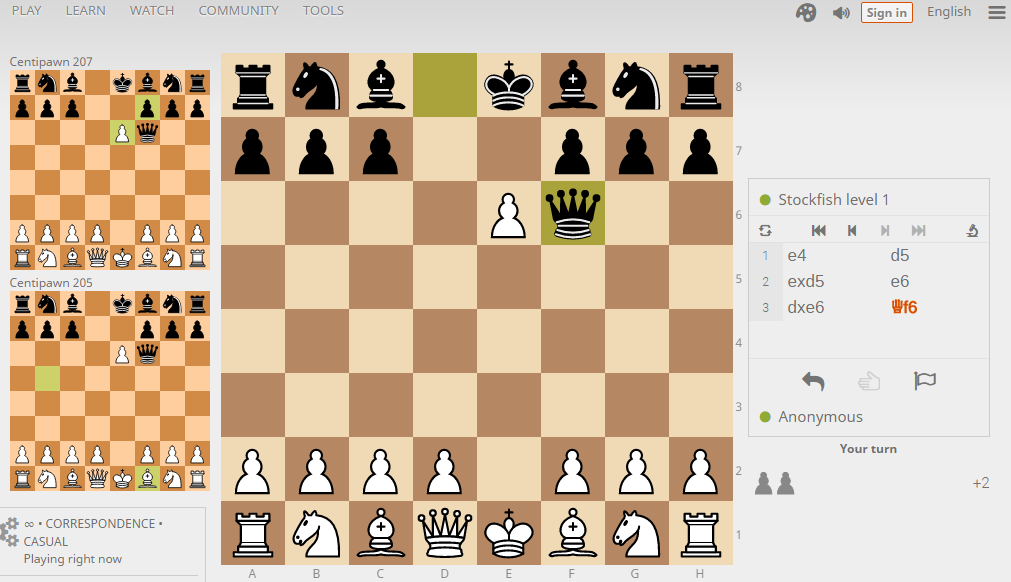 PLAY LEARN WATCH COMMUNITY TOOLS Sign in English
Centipawn 207
Centipawn 205
∞ • CORRESPONDENCE •
CASUAL
Playing right now
8
7
6
5
4
3
2
1
A B C D E F G H
Stockfish level 1
1 e4 d5
2 exd5 e6
3 dxe6 ♕f6
Anonymous
Your turn
+2